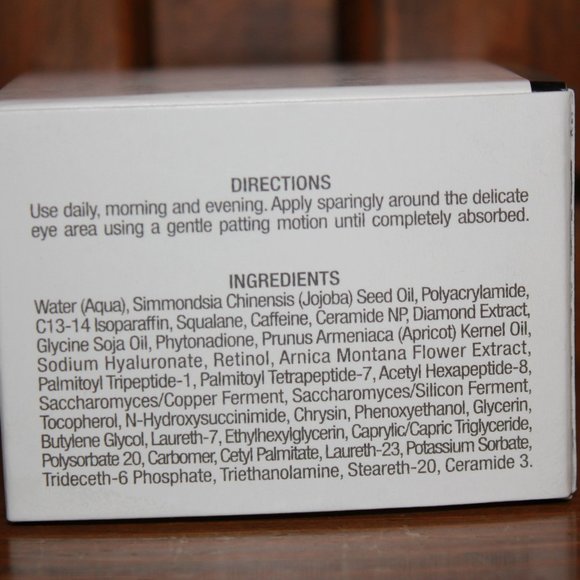 DIRECTIONS
Use daily, morning and evening. Apply sparingly around the delicate
eye area using a gentle patting motion until completely absorbed.
INGREDIENTS
Water (Aqua), Simmondsia Chinensis (Jojoba) Seed Oil, Polyacrylamide,
C13-14 Isoparaffin, Squalane, Caffeine, Ceramide NP, Diamond Extract,
Glycine Soja Oil, Phytonadione, Prunus Armeniaca (Apricot) Kernel Oil,
Sodium Hyaluronate, Retinol, Arnica Montana Flower Extract,
Palmitoyl Tripeptide-1, Palmitoyl Tetrapeptide-7, Acetyl Hexapeptide-8,
Saccharomyces/Copper Ferment, Saccharomyces/Silicon Ferment,
Tocopherol, N-Hydroxysuccinimide, Chrysin, Phenoxyethanol, Glycerin,
Butylene Glycol, Laureth-7, Ethylhexylglycerin, Caprylic/Capric Triglyceride,
Polysorbate 20, Carbomer, Cetyl Palmitate, Laureth-23, Potassium Sorbate,
Trideceth-6 Phosphate, Triethanolamine, Steareth-20, Ceramide 3.